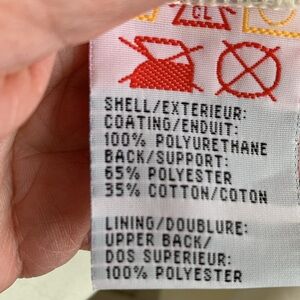 CL
SHELL/EXTERIEUR:
COATING/ENDUIT:
100% POLYURETHANE
BACK/SUPPORT:
65% POLYESTER
35% COTTON/COTON
LINING/DOUBLURE:
UPPER BACK/
DOS SUPERIEUR:
100% POLYESTER